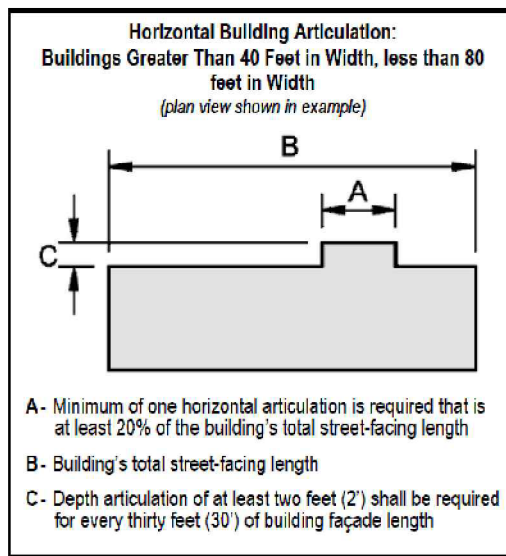 Horizontal Building Articulation:
Buildings Greater Than 40 Feet in Width, less than 80
feet in Width
(plan view shown in example)
B
A
C
A- Minimum of one horizontal articulation is required that is
at least 20% of the building's total street-facing length
B- Building's total street-facing length
C- Depth articulation of at least two feet (2') shall be required
for every thirty feet (30') of building façade length